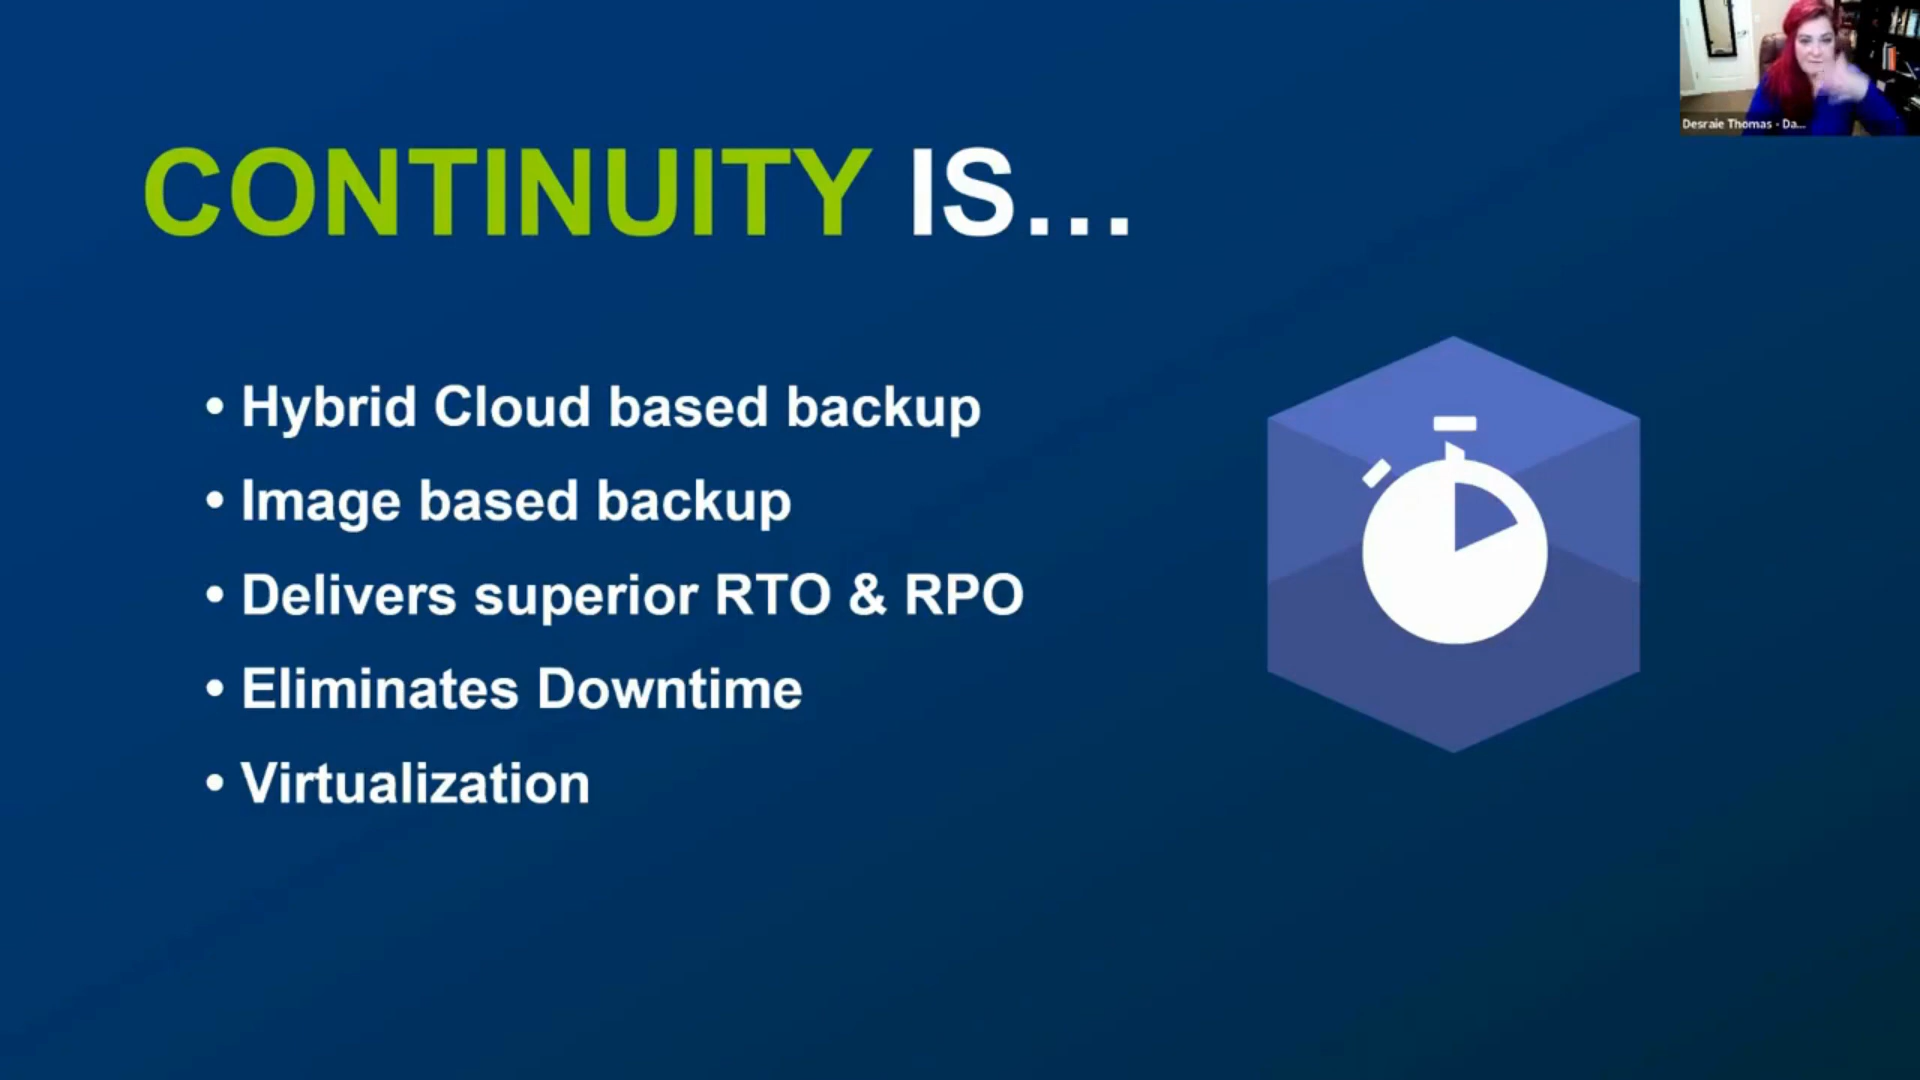 Desraie Thomas - Da...
CONTINUITY IS...
• Hybrid Cloud based backup
• Image based backup
• Delivers superior RTO & RPO
• Eliminates Downtime
• Virtualization